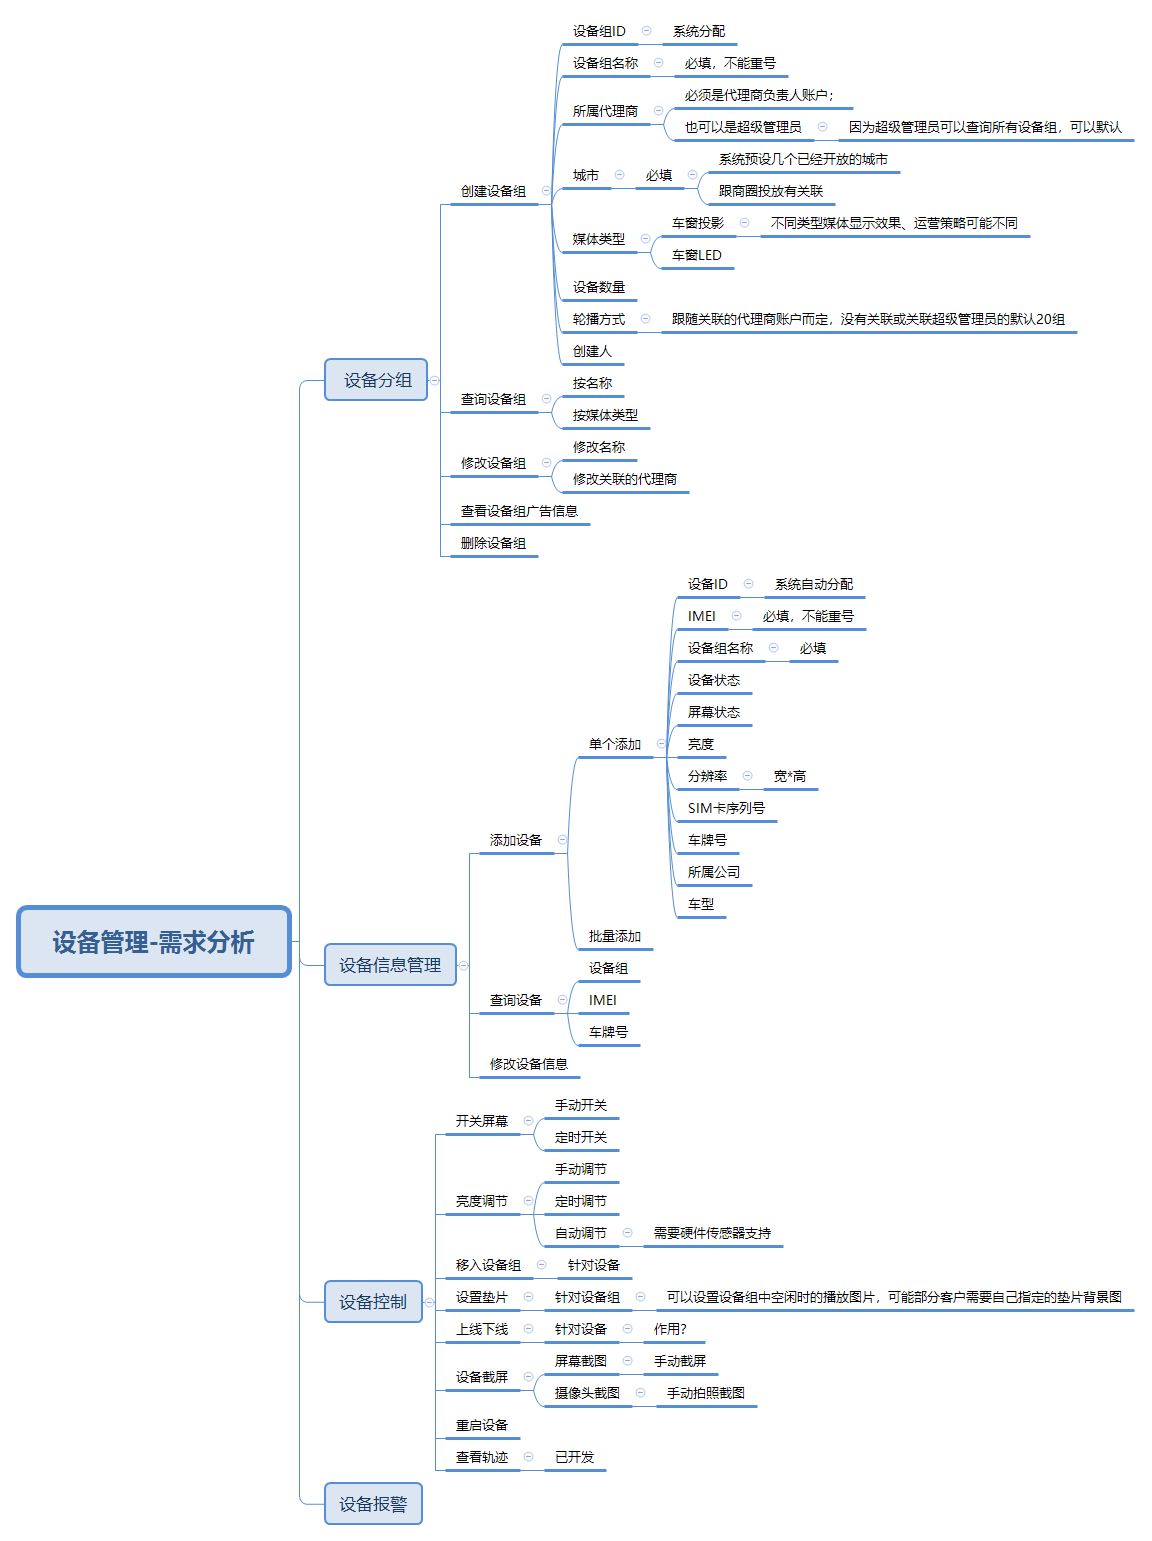 设备管理-需求分析
设备分组
创建设备组
设备组ID
系统分配
设备组名称
必填，不能重号
所属代理商
必须是代理商负责人账户；
也可以是超级管理员
因为超级管理员可以查询所有设备组，可以默认
城市
必填
系统预设几个已经开放的城市
跟商圈投放有关联
媒体类型
车窗投影
不同类型媒体显示效果、运营策略可能不同
车窗LED
设备数量
轮播方式
跟随关联的代理商账户而定，没有关联或关联超级管理员的默认20组
创建人
查询设备组
按名称
按媒体类型
修改设备组
修改名称
修改关联的代理商
查看设备组广告信息
删除设备组
设备信息管理
添加设备
单个添加
设备ID
系统自动分配
IMEI
必填，不能重号
设备组名称
必填
设备状态
屏幕状态
亮度
分辨率
宽*高
SIM卡序列号
车牌号
所属公司
车型
批量添加
查询设备
设备组
IMEI
车牌号
修改设备信息
设备控制
开关屏幕
手动开关
定时开关
亮度调节
手动调节
定时调节
自动调节
需要硬件传感器支持
移入设备组
针对设备
设置垫片
针对设备组
可以设置设备组中空闲时的播放图片，可能部分客户需要自己指定的垫片背景图
上线下线
针对设备
作用？
设备截屏
屏幕截图
手动截屏
摄像头截图
手动拍照截图
重启设备
查看轨迹
已开发
设备报警